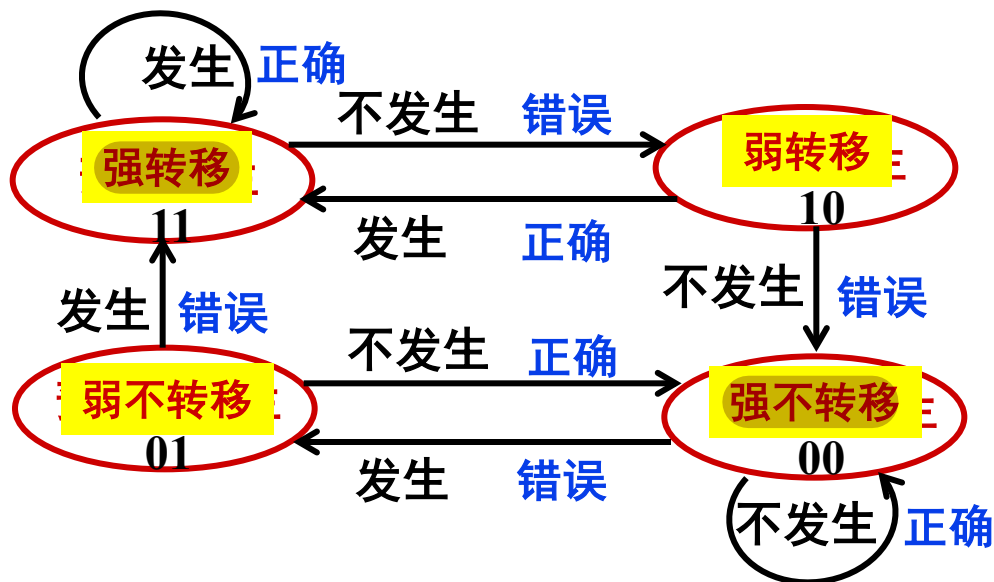 发生 正确
不发生 错误
强转移
11
弱转移
10
发生 正确
不发生 错误
发生 错误
不发生 正确
弱不转移
01
强不转移
00
发生 错误
不发生 正确